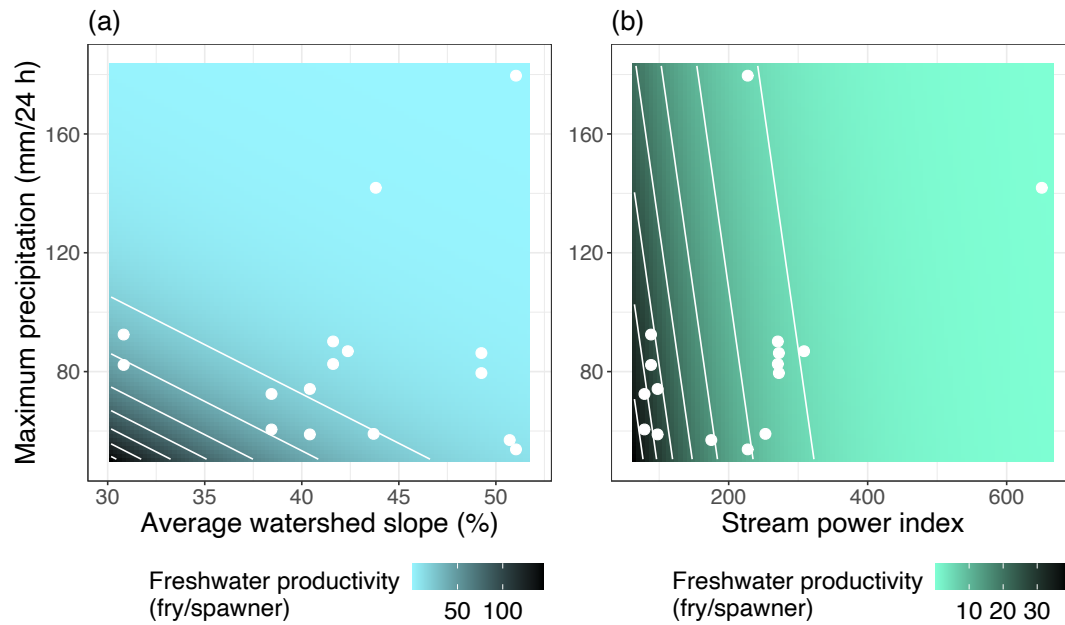 (a)
(b)
Maximum precipitation (mm/24 h)
160
120
80
30
35
40
45
50
Average watershed slope (%)
160
120
80
200
400
600
Stream power index
Freshwater productivity
(fry/spawner)
50 100
Freshwater productivity
(fry/spawner)
10 20 30